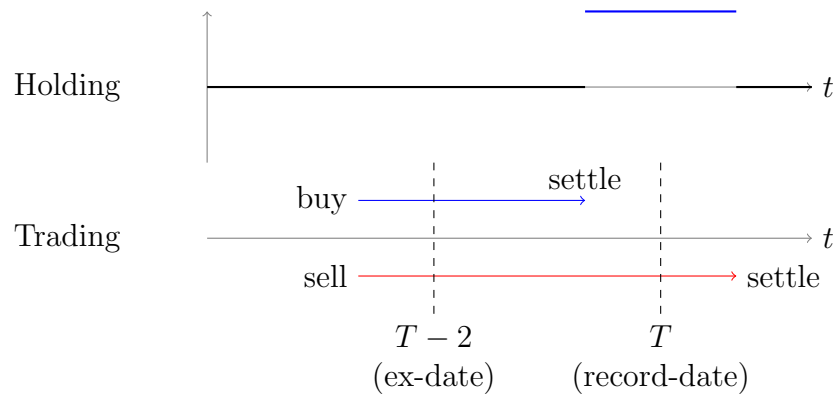 Holding
t
settle
buy
Trading
t
sell
settle
T − 2
T
(ex-date)
(record-date)